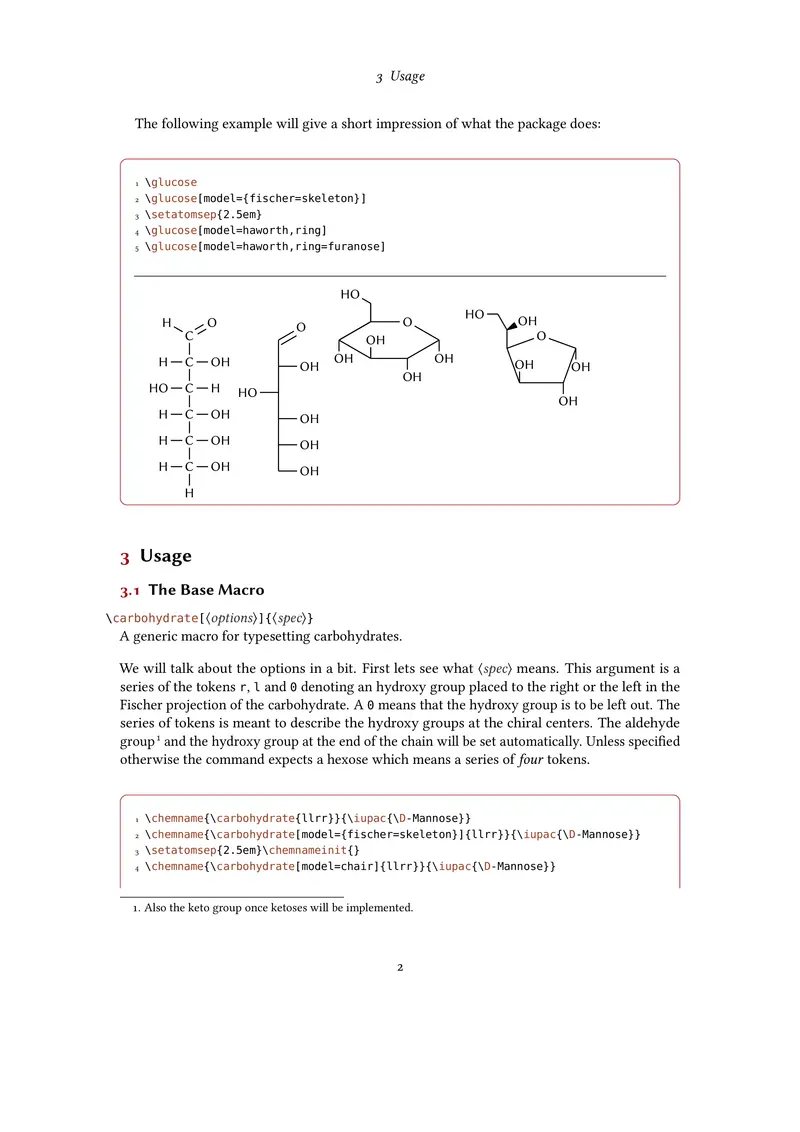 3 Usage
The following example will give a short impression of what the package does:
1 \glucose
2 \glucose[model={fischer=skeleton}]
3 \setatomsep{2.5em}
4 \glucose[model=haworth,ring]
5 \glucose[model=haworth,ring=furanose]
H O
C
H C OH
HO C H
H C OH
H C OH
H C OH
H
O
OH
HO
OH
OH
OH
HO
O
OH
OH OH
OH
HO
OH
O
OH OH
OH
3 Usage
3.1 The Base Macro
\carbohydrate[⟨options⟩]{⟨spec⟩}
A generic macro for typesetting carbohydrates.
We will talk about the options in a bit. First lets see what ⟨spec⟩ means. This argument is a
series of the tokens r, l and 0 denoting an hydroxy group placed to the right or the left in the
Fischer projection of the carbohydrate. A 0 means that the hydroxy group is to be left out. The
series of tokens is meant to describe the hydroxy groups at the chiral centers. The aldehyde
group1 and the hydroxy group at the end of the chain will be set automatically. Unless specified
otherwise the command expects a hexose which means a series of four tokens.
1 \chemname{\carbohydrate{llrr}}{\iupac{\D-Mannose}}
2 \chemname{\carbohydrate[model={fischer=skeleton}]{llrr}}{\iupac{\D-Mannose}}
3 \setatomsep{2.5em}\chemnameinit{}
4 \chemname{\carbohydrate[model=chair]{llrr}}{\iupac{\D-Mannose}}
1. Also the keto group once ketoses will be implemented.
2